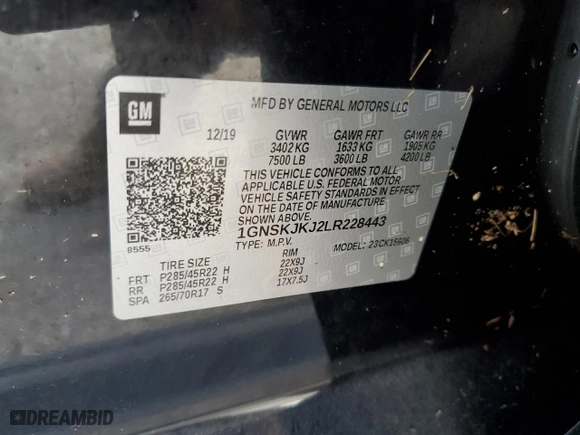 GM
MFD BY GENERAL MOTORS LLC
12/19 GVWR GAWR FRT GAWR RR
3402 KG 1633 KG 1905 KG
7500 LB 3600 LB 4200 LB
THIS VEHICLE CONFORMS TO ALL
APPLICABLE U.S. FEDERAL MOTOR
VEHICLE SAFETY STANDARDS IN
EFFECT ON THE DATE OF MANUFACTURE
SHOWN ABOVE.
1GNSKJKJ2LR228443
8555 TYPE: M.P.V. MODEL: 23CK15906
TIRE SIZE RIM
FRT P285/45R22 H 22X9J
RR P285/45R22 H 22X9J
SPA 265/70R17 S 17X7.5J
DREAMBID